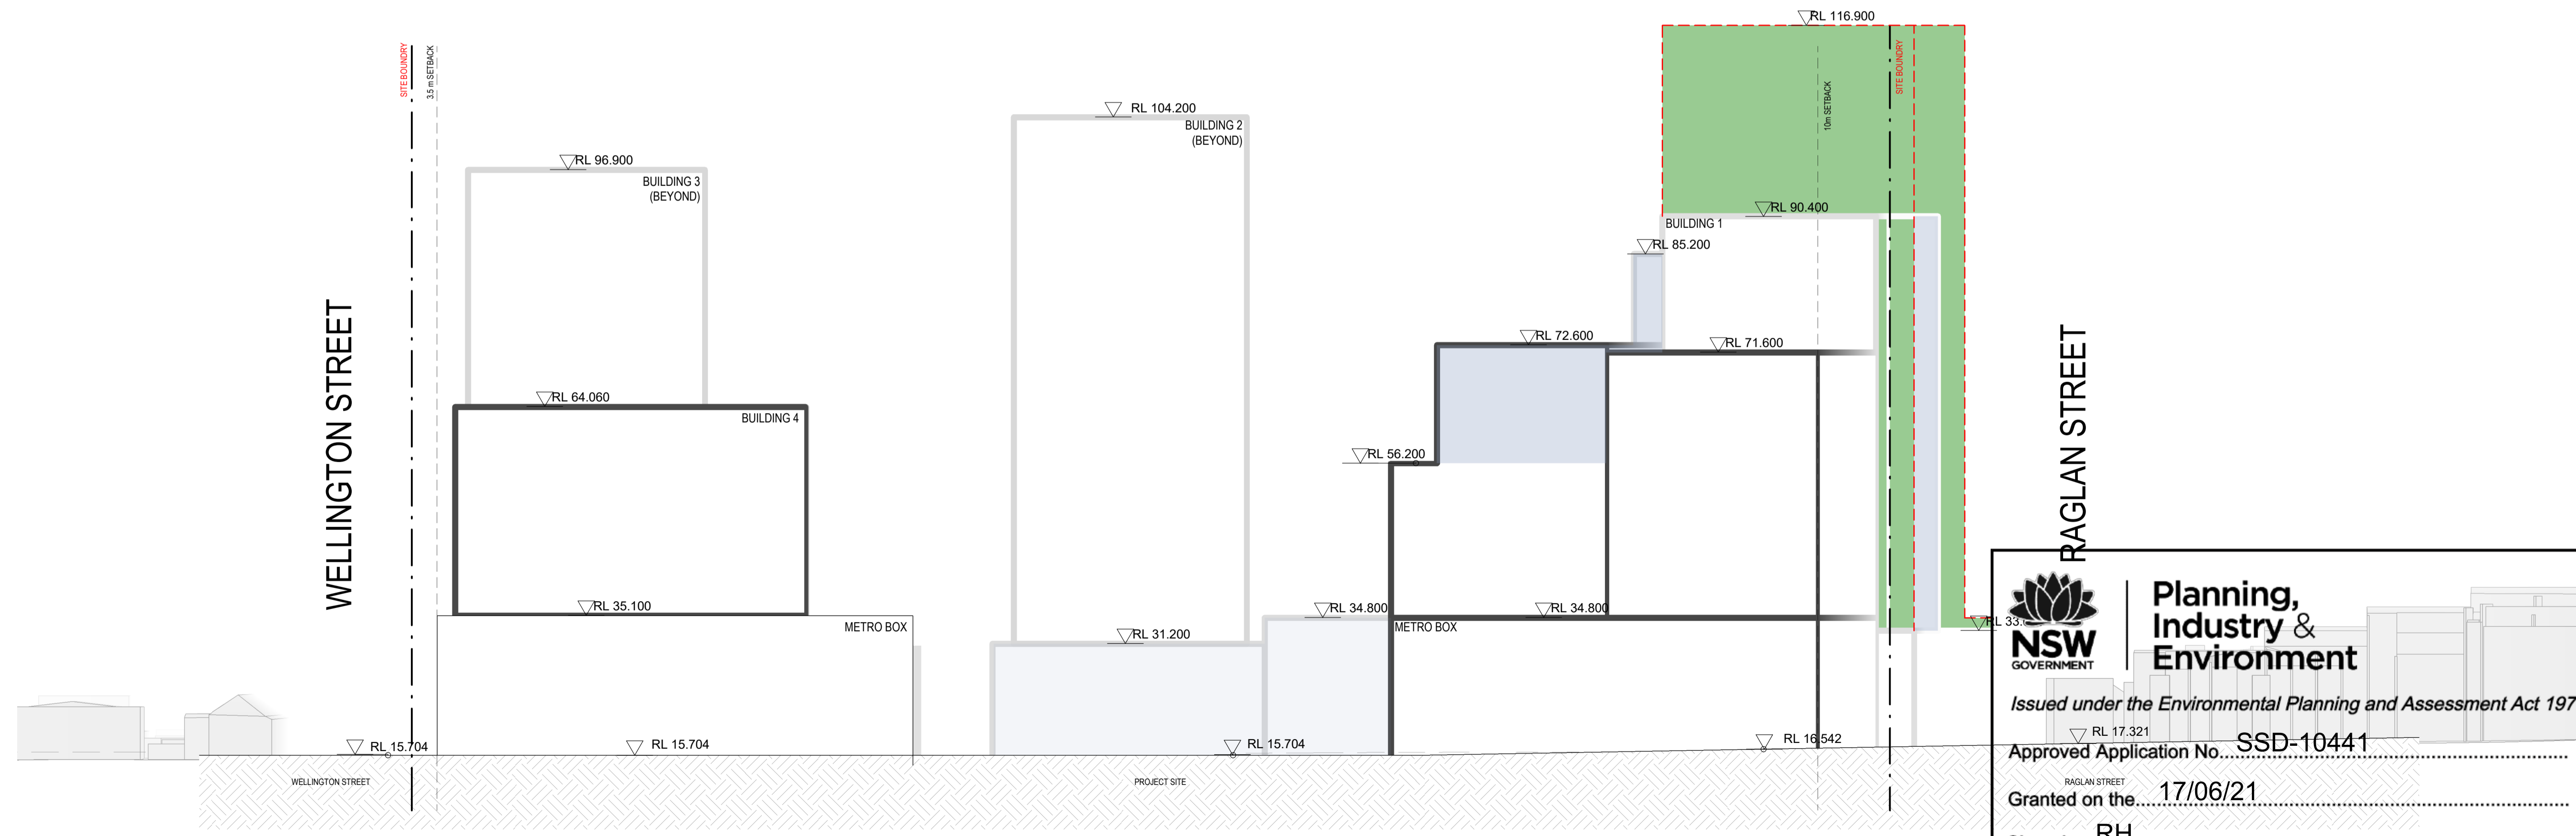 RL 116.900
SITE BOUNDRY
3.5 m SETBACK
SITE BOUNDRY
10m SETBACK
RL 104.200
BUILDING 2
(BEYOND)
RL 96.900
BUILDING 3
(BEYOND)
RL 90.400
BUILDING 1
RL 85.200
RL 72.600
RL 71.600
WELLINGTON STREET
RAGLAN STREET
RL 64.060
BUILDING 4
RL 56.200
RL 35.100
METRO BOX
RL 34.800
RL 34.800
METRO BOX
RL 31.200
RL 33.
RL 15.704
RL 15.704
RL 15.704
RL 16.542
RL 17.321
WELLINGTON STREET
PROJECT SITE
RAGLAN STREET
NSW
GOVERNMENT
Planning,
Industry &
Environment
Issued under the Environmental Planning and Assessment Act 197
Approved Application No. SSD-10441
Granted on the 17/06/21
RH